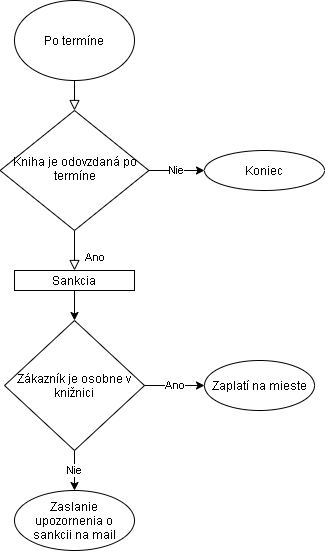 Po termíne
Kniha je odovzdaná po
termíne
Nie
Koniec
Ano
Sankcia
Zákazník je osobne v
knižnici
Ano
Zaplatí na mieste
Nie
Zaslanie
upozornenia o
sankcii na mail